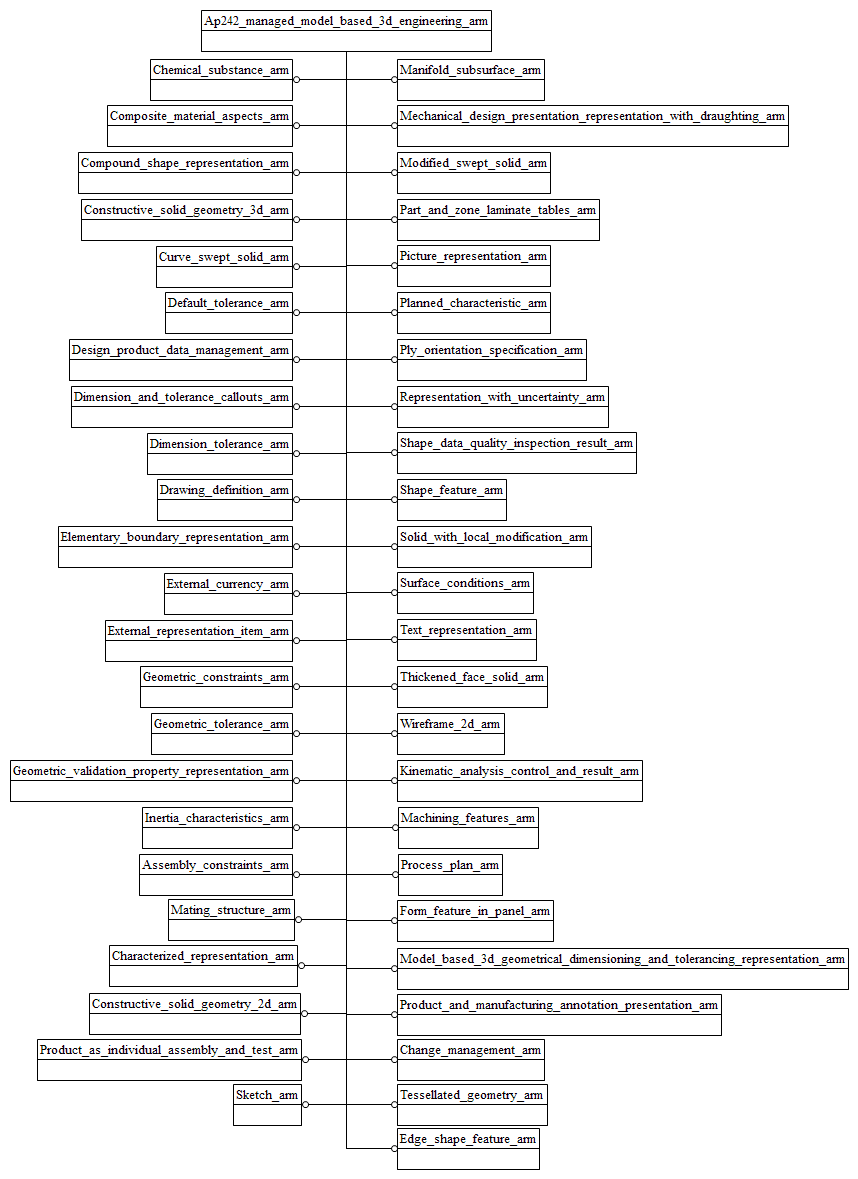 Ap242_managed_model_based_3d_engineering_arm
Chemical_substance_arm
Manifold_subsurface_arm
Composite_material_aspects_arm
Mechanical_design_presentation_representation_with_draughting_arm
Compound_shape_representation_arm
Modified_swept_solid_arm
Constructive_solid_geometry_3d_arm
Part_and_zone_laminate_tables_arm
Curve_swept_solid_arm
Picture_representation_arm
Default_tolerance_arm
Planned_characteristic_arm
Design_product_data_management_arm
Ply_orientation_specification_arm
Dimension_and_tolerance_callouts_arm
Representation_with_uncertainty_arm
Dimension_tolerance_arm
Shape_data_quality_inspection_result_arm
Drawing_definition_arm
Shape_feature_arm
Elementary_boundary_representation_arm
Solid_with_local_modification_arm
External_currency_arm
Surface_conditions_arm
External_representation_item_arm
Text_representation_arm
Geometric_constraints_arm
Thickened_face_solid_arm
Geometric_tolerance_arm
Wireframe_2d_arm
Geometric_validation_property_representation_arm
Kinematic_analysis_control_and_result_arm
Inertia_characteristics_arm
Machining_features_arm
Assembly_constraints_arm
Process_plan_arm
Mating_structure_arm
Form_feature_in_panel_arm
Characterized_representation_arm
Model_based_3d_geometrical_dimensioning_and_tolerancing_representation_arm
Constructive_solid_geometry_2d_arm
Product_and_manufacturing_annotation_presentation_arm
Product_as_individual_assembly_and_test_arm
Change_management_arm
Sketch_arm
Tessellated_geometry_arm
Edge_shape_feature_arm